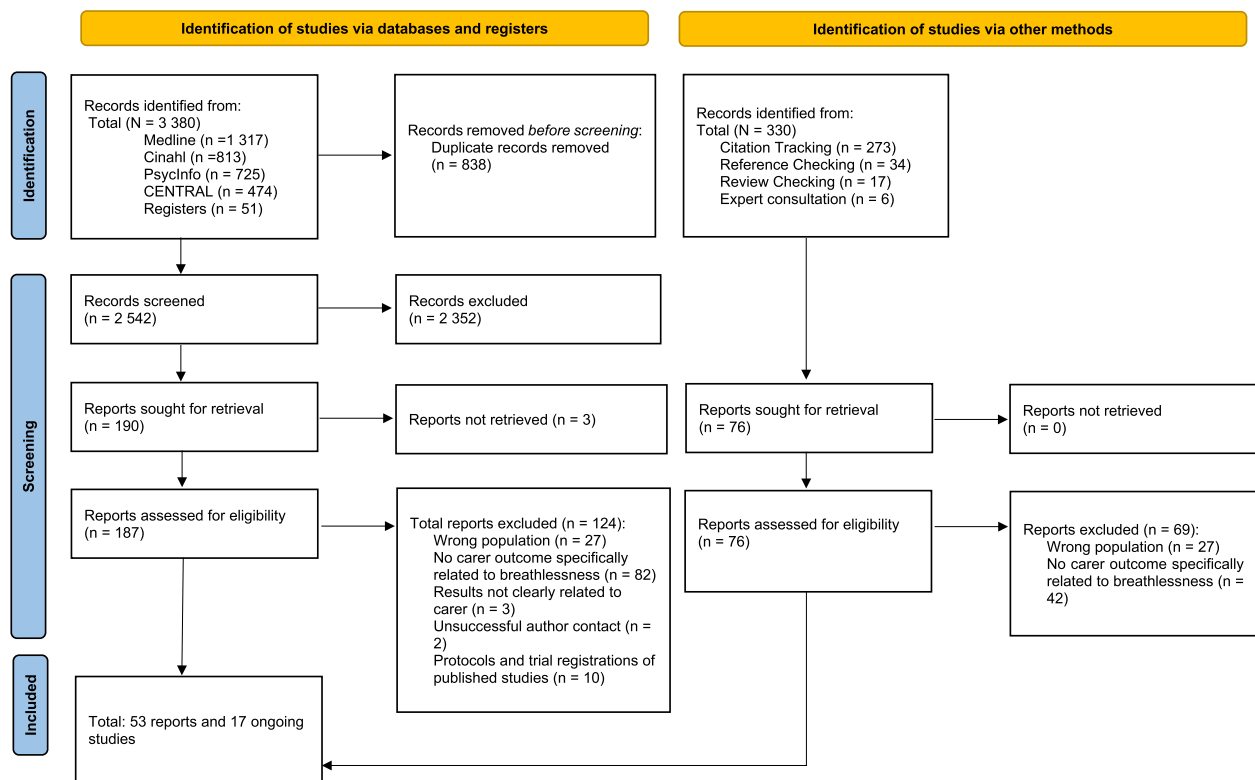 Identification of studies via databases and registers
Identification of studies via other methods
Identification
Records identified from:
Total (N = 3 380)
Medline (n =1 317)
Cinahl (n =813)
PsycInfo (n = 725)
CENTRAL (n = 474)
Registers (n = 51)
Records removed before screening:
Duplicate records removed
(n = 838)
Records identified from:
Total (N = 330)
Citation Tracking (n = 273)
Reference Checking (n = 34)
Review Checking (n = 17)
Expert consultation (n = 6)
Screening
Records screened
(n = 2 542)
Records excluded
(n = 2 352)
Reports sought for retrieval
(n = 190)
Reports not retrieved (n = 3)
Reports sought for retrieval
(n = 76)
Reports not retrieved
(n = 0)
Reports assessed for eligibility
(n = 187)
Total reports excluded (n = 124):
Wrong population (n = 27)
No carer outcome specifically
related to breathlessness (n = 82)
Results not clearly related to
carer (n = 3)
Unsuccessful author contact (n =
2)
Protocols and trial registrations of
published studies (n = 10)
Reports assessed for eligibility
(n = 76)
Reports excluded (n = 69):
Wrong population (n = 27)
No carer outcome specifically
related to breathlessness (n =
42)
Included
Total: 53 reports and 17 ongoing
studies